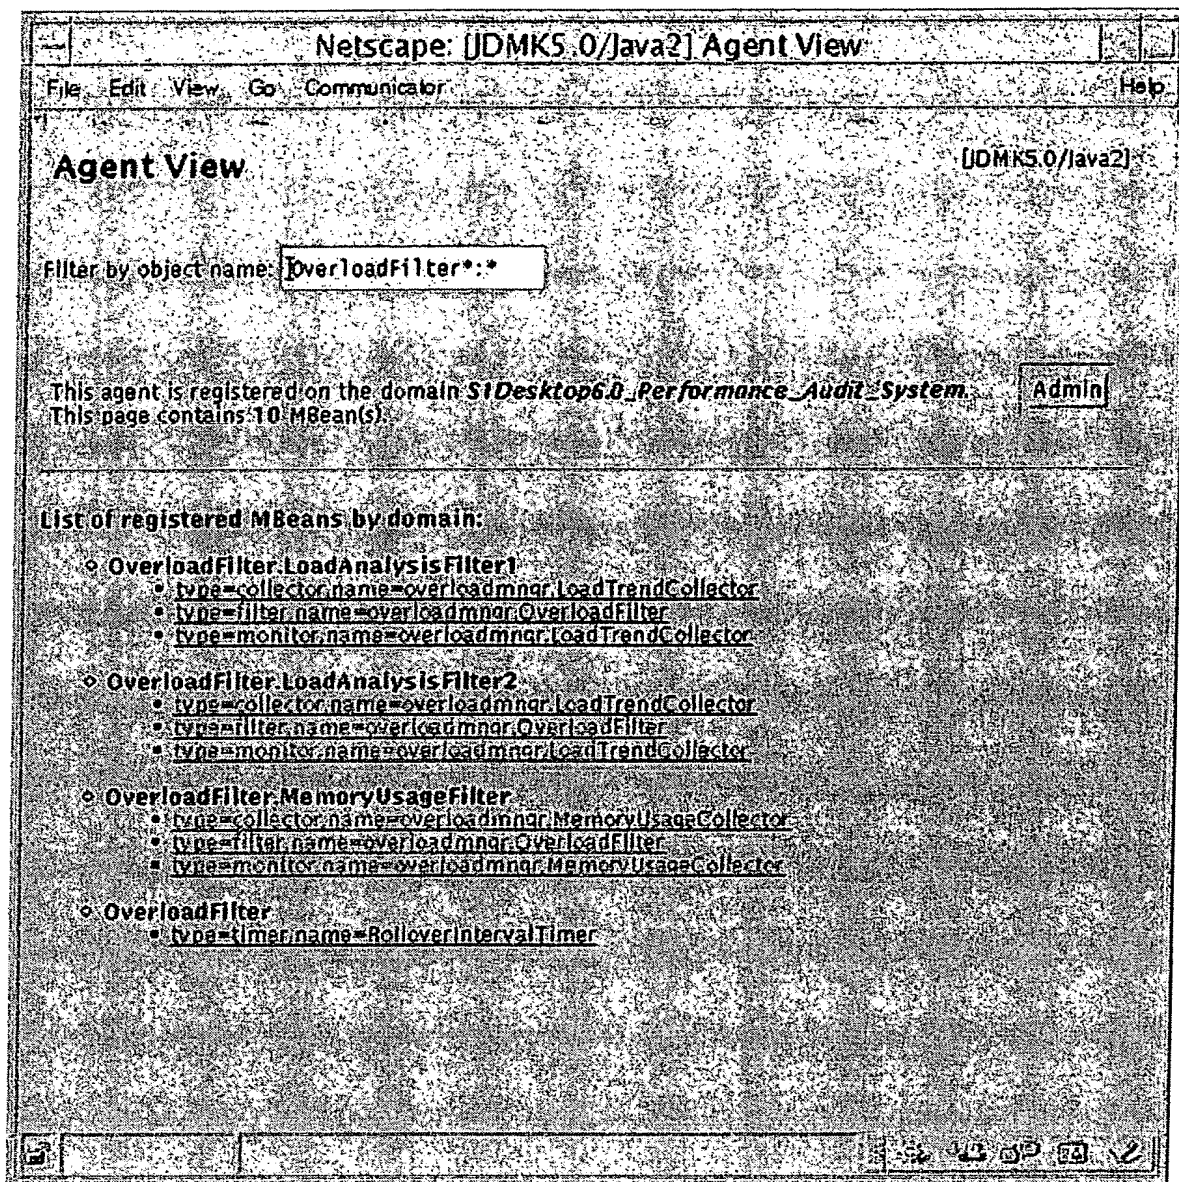 Netscape: [JDMK5.0/Java2] Agent View
File Edit View Go Communicator Help
Agent View [JDMK5.0/Java2]
Filter by object name: OverloadFilter*:*
This agent is registered on the domain S1Desktop6.0_Performance_Audit_System. Admin
This page contains 10 MBean(s).
List of registered MBeans by domain:
OverloadFilter.LoadAnalysisFilter1
type=collector,name=overloadmngr.LoadTrendCollector
type=filter,name=overloadmngr.OverloadFilter
type=monitor,name=overloadmngr.LoadTrendCollector
OverloadFilter.LoadAnalysisFilter2
type=collector,name=overloadmngr.LoadTrendCollector
type=filter,name=overloadmngr.OverloadFilter
type=monitor,name=overloadmngr.LoadTrendCollector
OverloadFilter.MemoryUsageFilter
type=collector,name=overloadmngr.MemoryUsageCollector
type=filter,name=overloadmngr.OverloadFilter
type=monitor,name=overloadmngr.MemoryUsageCollector
OverloadFilter
type=timer,name=RolloverIntervalTimer